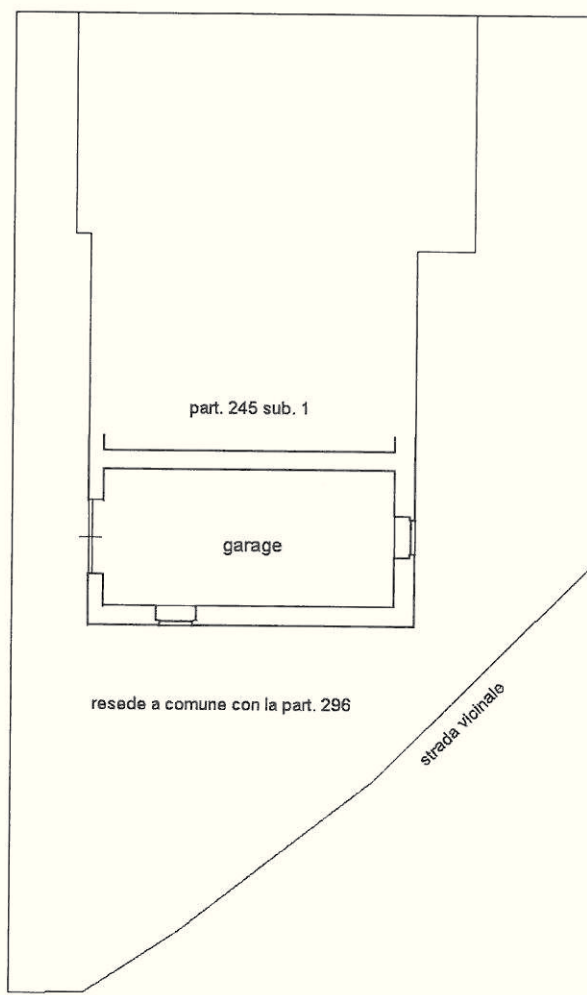 part. 245 sub. 1
garage
resede a comune con la part. 296
strada vicinale